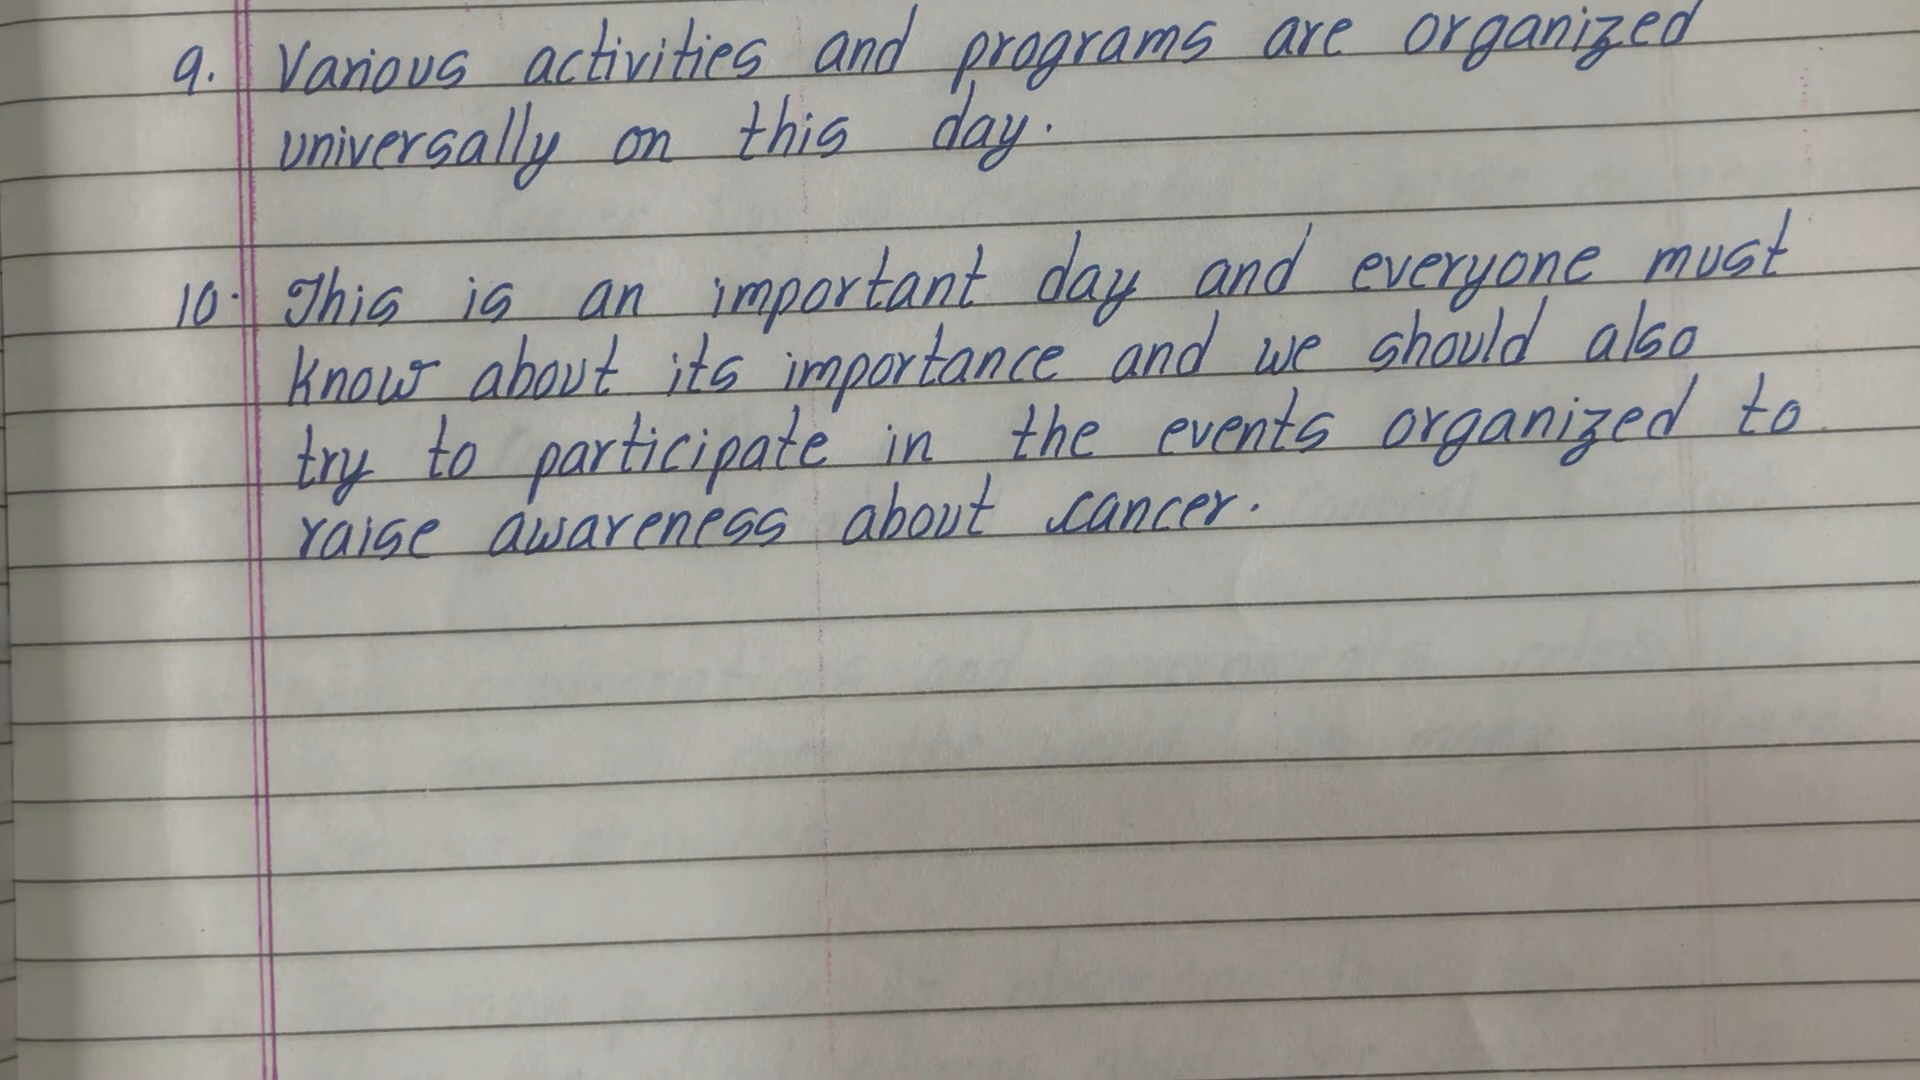 9. Various activities and programs are organized
universally on this day.
10. This is an important day and everyone must
know about its importance and we should also
try to participate in the events organized to
raise awareness about cancer.